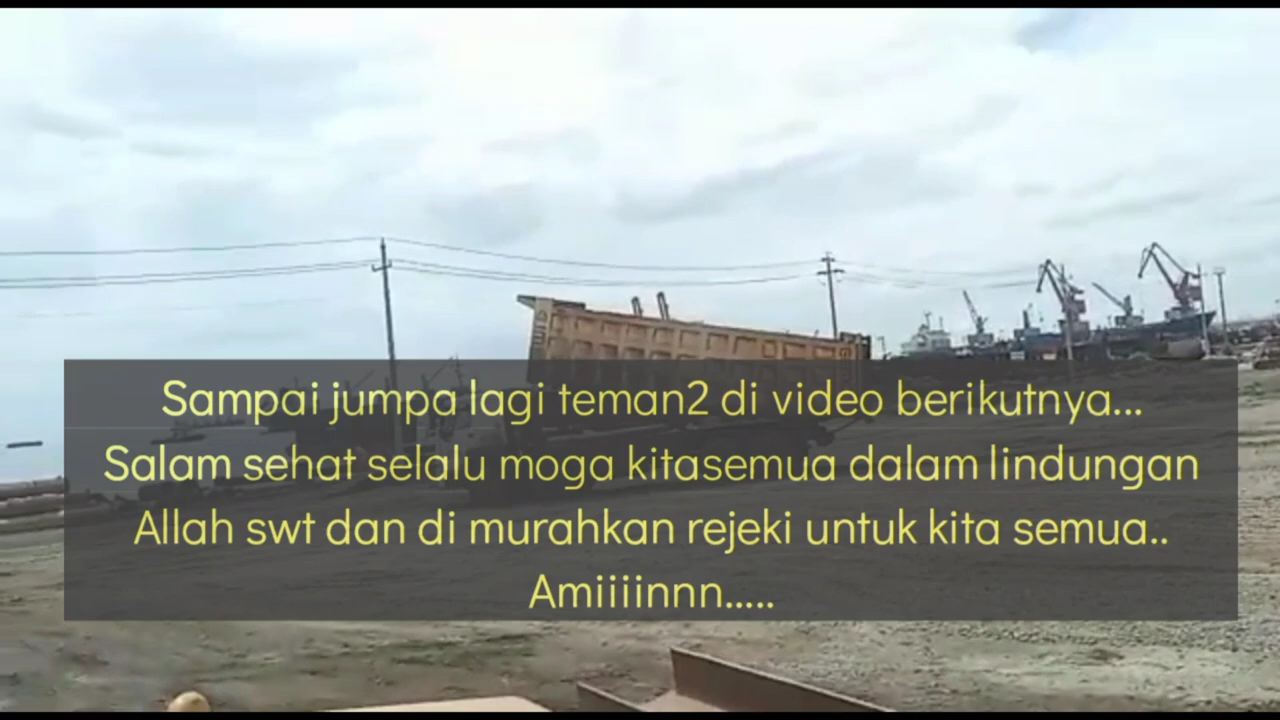 Sampai jumpa lagi teman2 di video berikutnya...
Salam sehat selalu moga kitasemua dalam lindungan
Allah swt dan di murahkan rejeki untuk kita semua..
Amiiiinnn.....